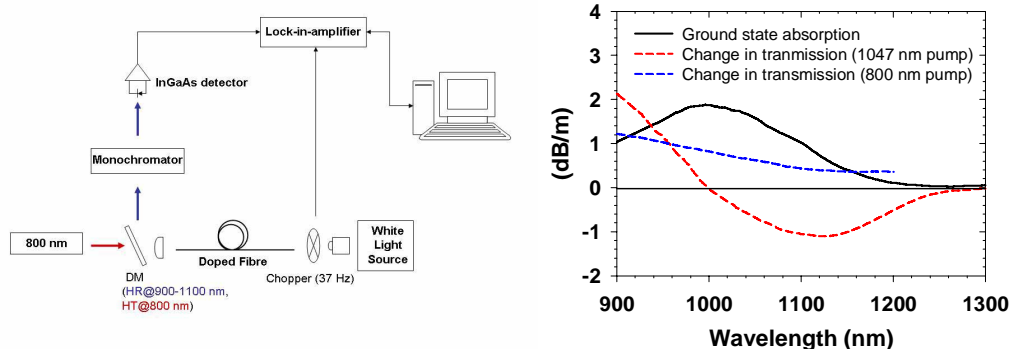 Lock-in-amplifier
InGaAs detector
Monochromator
800 nm
DM
(HR@900-1100 nm,
HT@800 nm)
Doped Fibre
Chopper (37 Hz)
White
Light
Source
4
3
2
1
0
-1
-2
(dB/m)
Ground state absorption
Change in tranmission (1047 nm pump)
Change in transmission (800 nm pump)
900
1000
1100
1200
1300
Wavelength (nm)